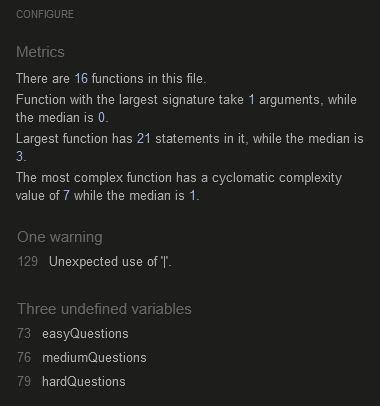 CONFIGURE
Metrics
There are 16 functions in this file.
Function with the largest signature take 1 arguments, while
the median is 0.
Largest function has 21 statements in it, while the median is
3.
The most complex function has a cyclomatic complexity
value of 7 while the median is 1.
One warning
129 Unexpected use of '|'.
Three undefined variables
73 easyQuestions
76 mediumQuestions
79 hardQuestions